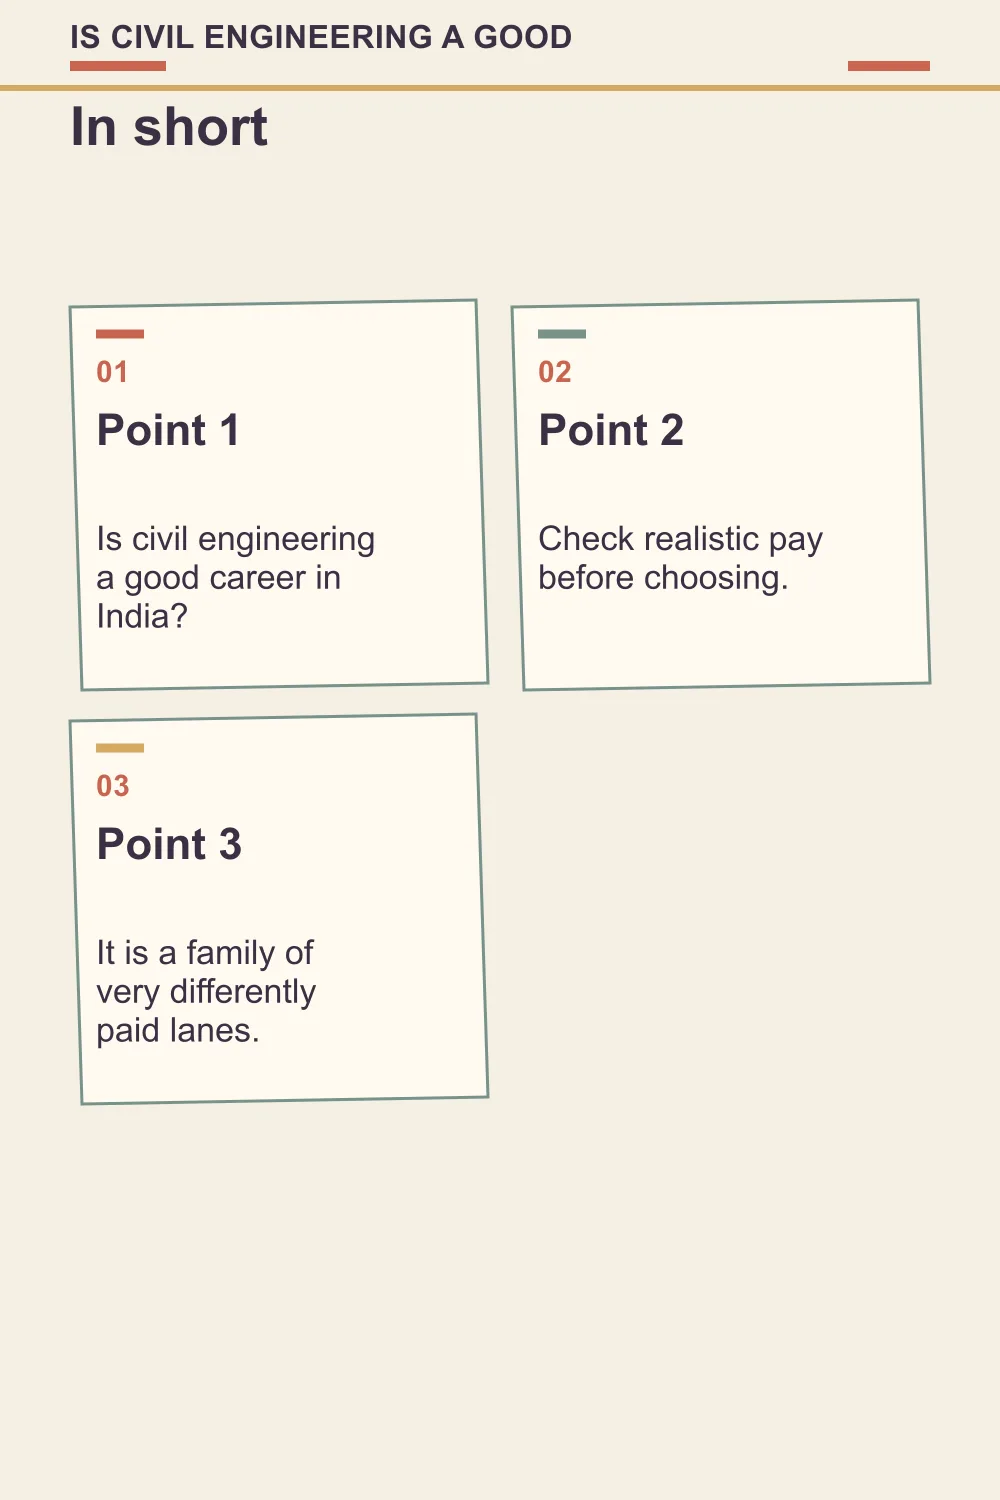 IS CIVIL ENGINEERING A GOOD
In short
01
Point 1
Is civil engineering
a good career in
India?
02
Point 2
Check realistic pay
before choosing.
03
Point 3
It is a family of
very differently
paid lanes.